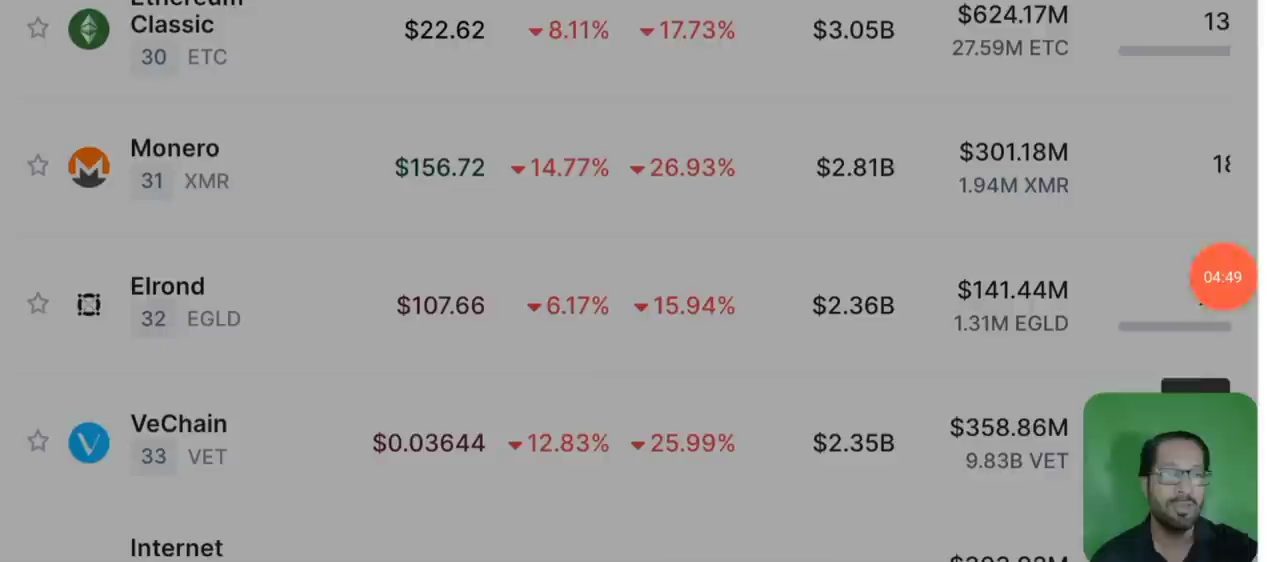 Classic
$22.62 8.11% 17.73% $3.05B $624.17M 13
30 ETC 27.59M ETC
Monero
$156.72 14.77% 26.93% $2.81B $301.18M
31 XMR 1.94M XMR
Elrond
$107.66 6.17% 15.94% $2.36B $141.44M
04:49
32 EGLD 1.31M EGLD
VeChain
$0.03644 12.83% 25.99% $2.35B $358.86M
33 VET 9.83B VET
Internet